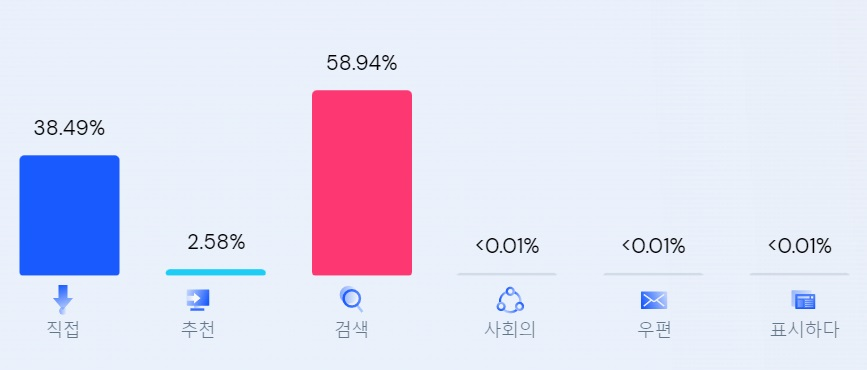 58.94%
38.49%
2.58%
<0.01%
<0.01%
<0.01%
직접
추천
검색
사회의
우편
표시하다